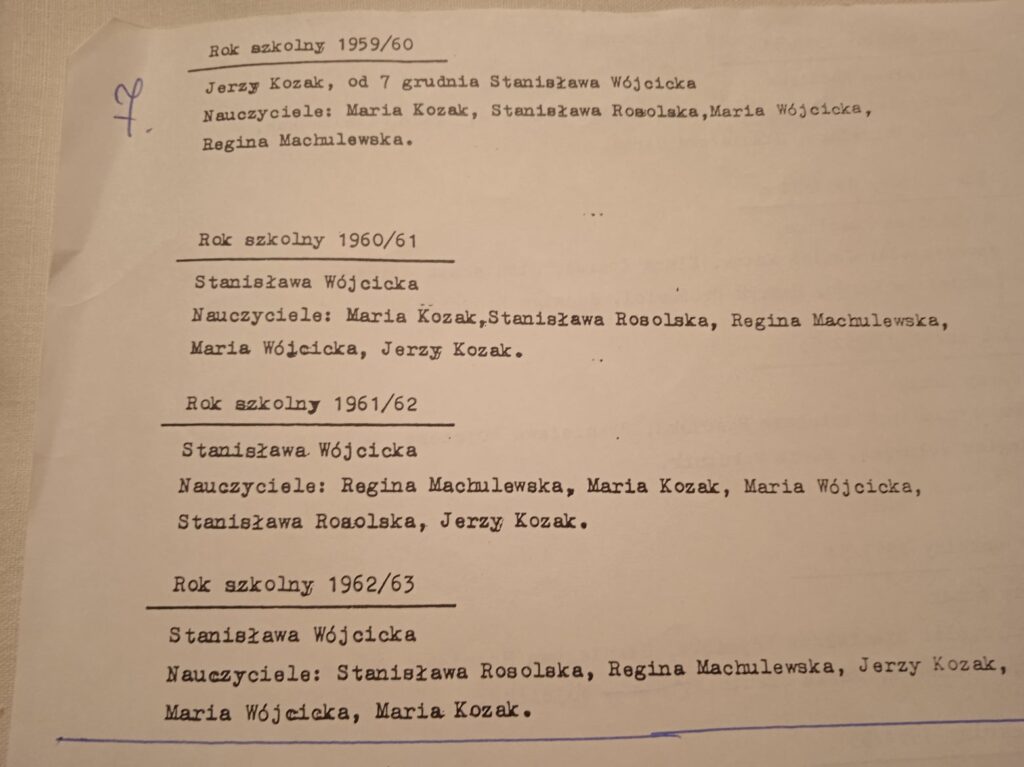 7.
Rok szkolny 1959/60
Jerzy Kozak, od 7 grudnia Stanisława Wójcicka
Nauczyciele: Maria Kozak, Stanisława Rosolska,Maria Wójcicka,
Regina Machulewska.
Rok szkolny 1960/61
Stanisława Wójcicka
Nauczyciele: Maria Kozak,Stanisława Rosolska, Regina Machulewska,
Maria Wójcicka, Jerzy Kozak.
Rok szkolny 1961/62
Stanisława Wójcicka
Nauczyciele: Regina Machulewska, Maria Kozak, Maria Wójcicka,
Stanisława Rosolska, Jerzy Kozak.
Rok szkolny 1962/63
Stanisława Wójcicka
Nauczyciele: Stanisława Rosolska, Regina Machulewska, Jerzy Kozak,
Maria Wójcicka, Maria Kozak.